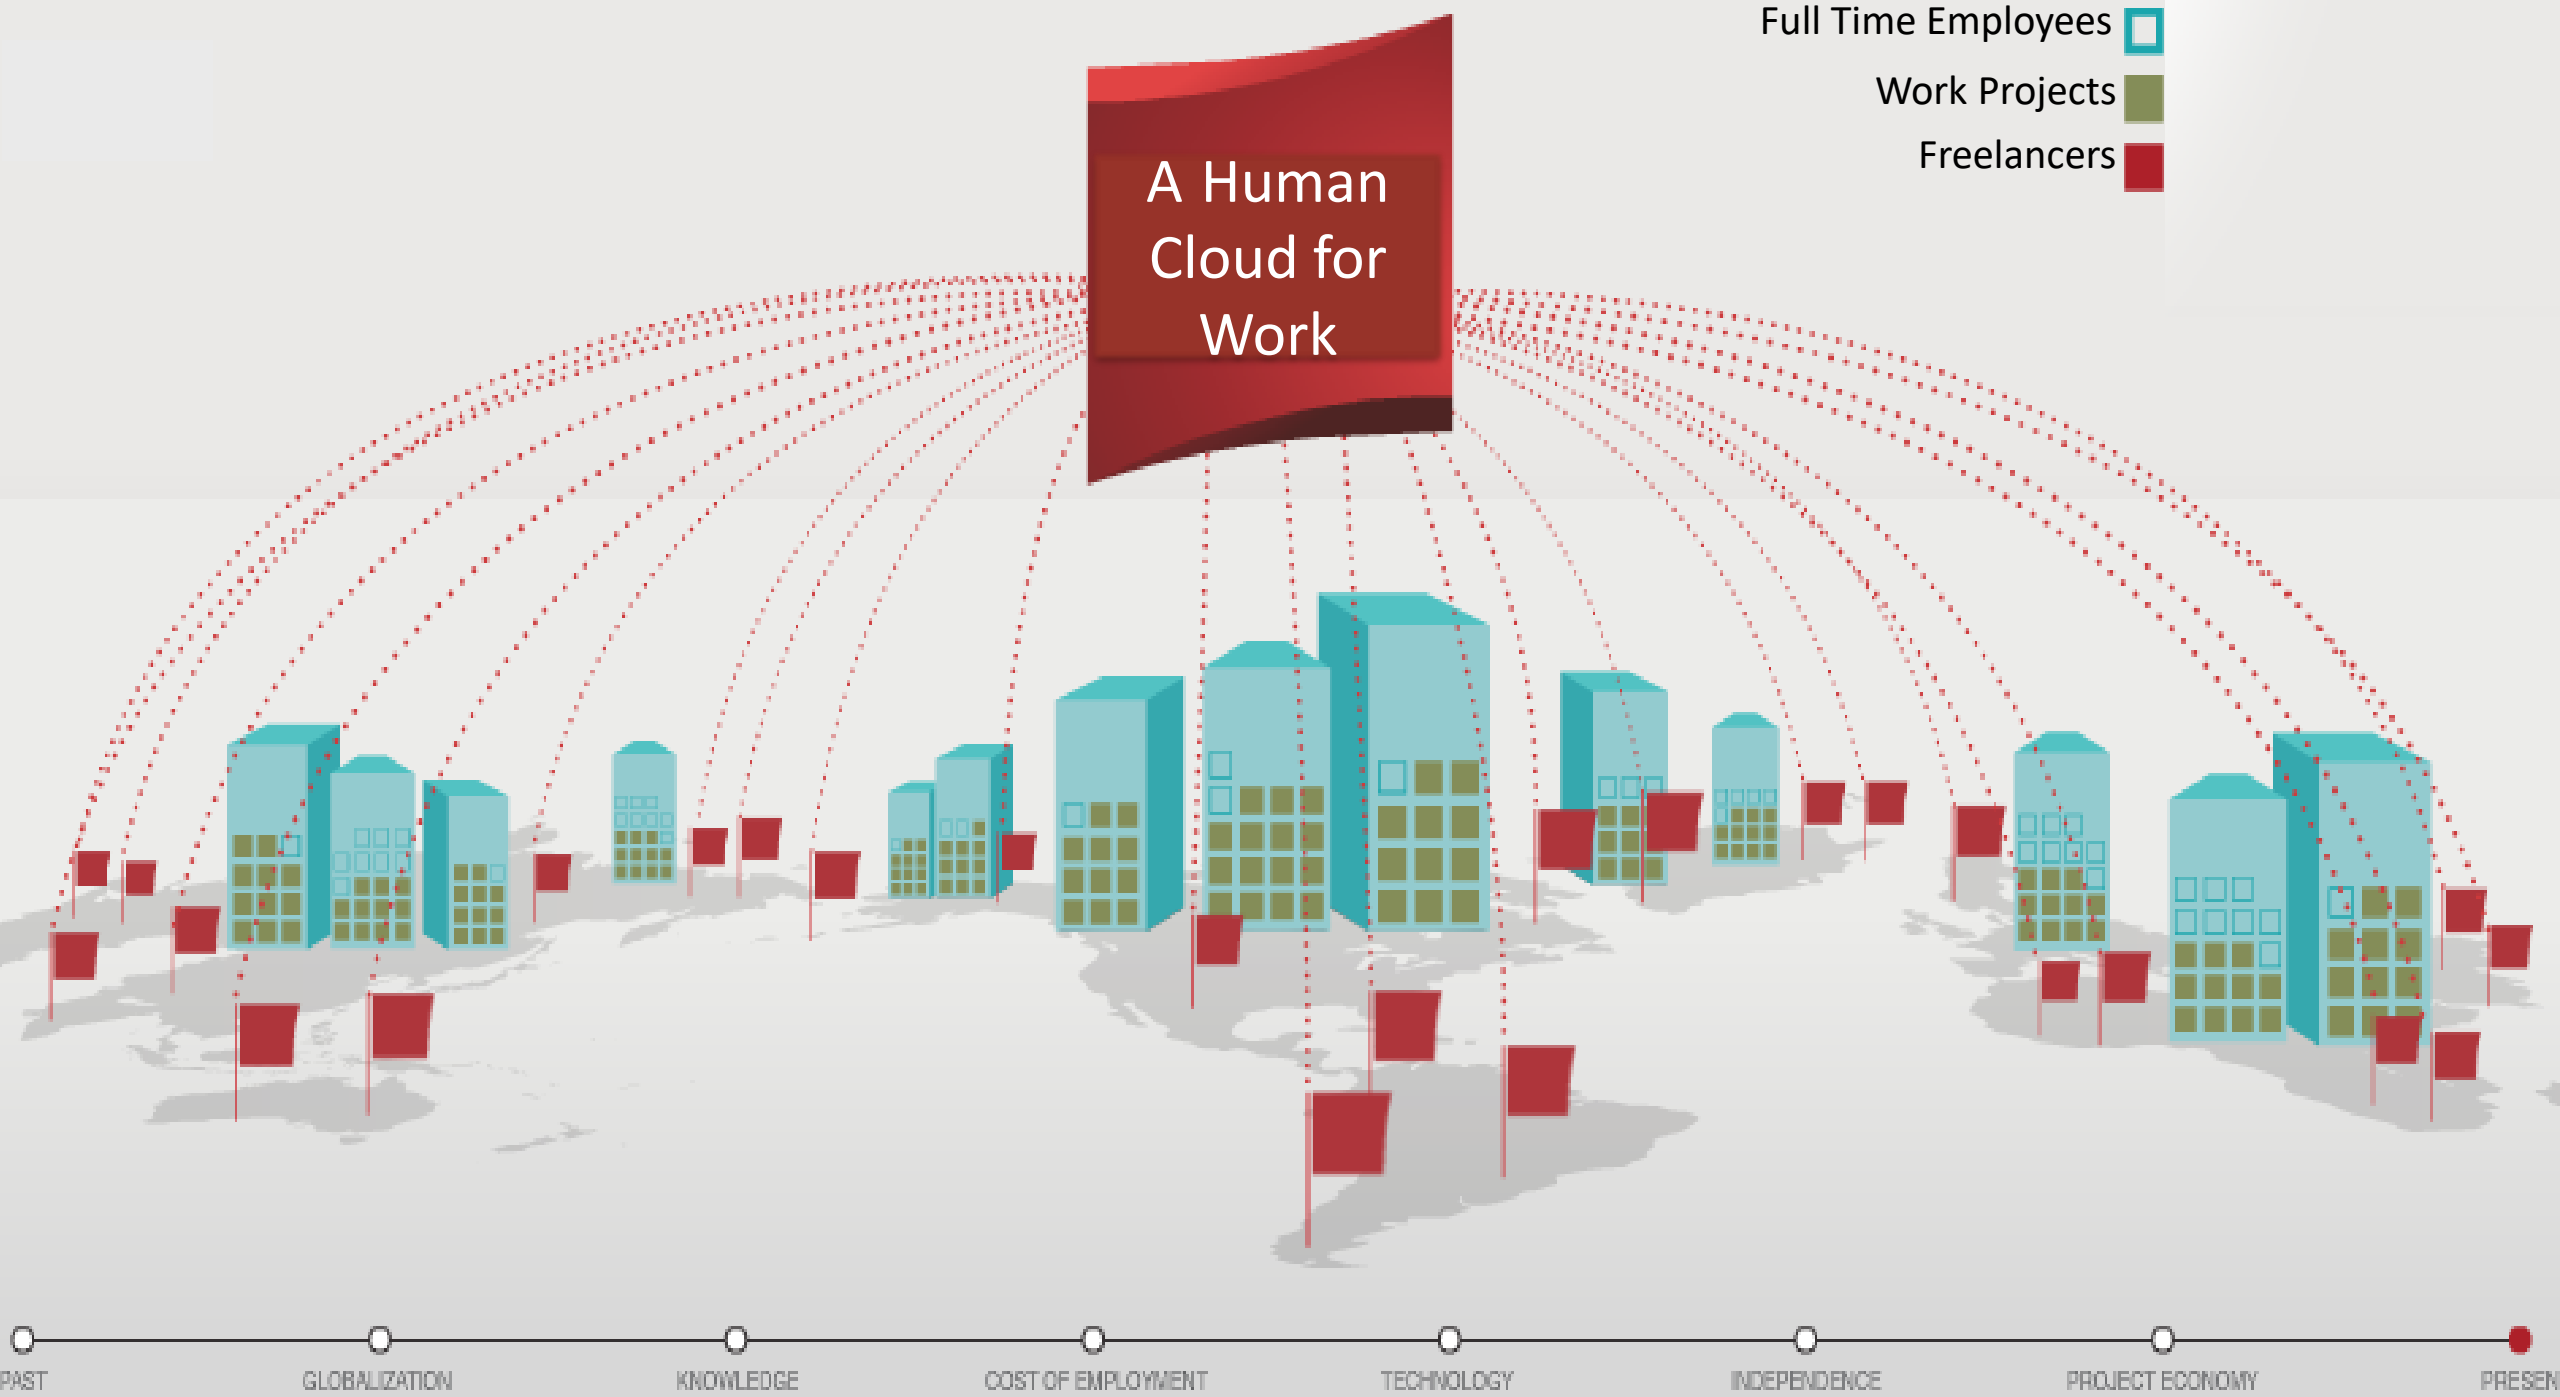 Full Time Employees
Work Projects
Freelancers
A Human
Cloud for
Work
PAST
GLOBALIZATION
KNOWLEDGE
COST OF EMPLOYMENT
TECHNOLOGY
INDEPENDENCE
PROJECT ECONOMY
PRESEN